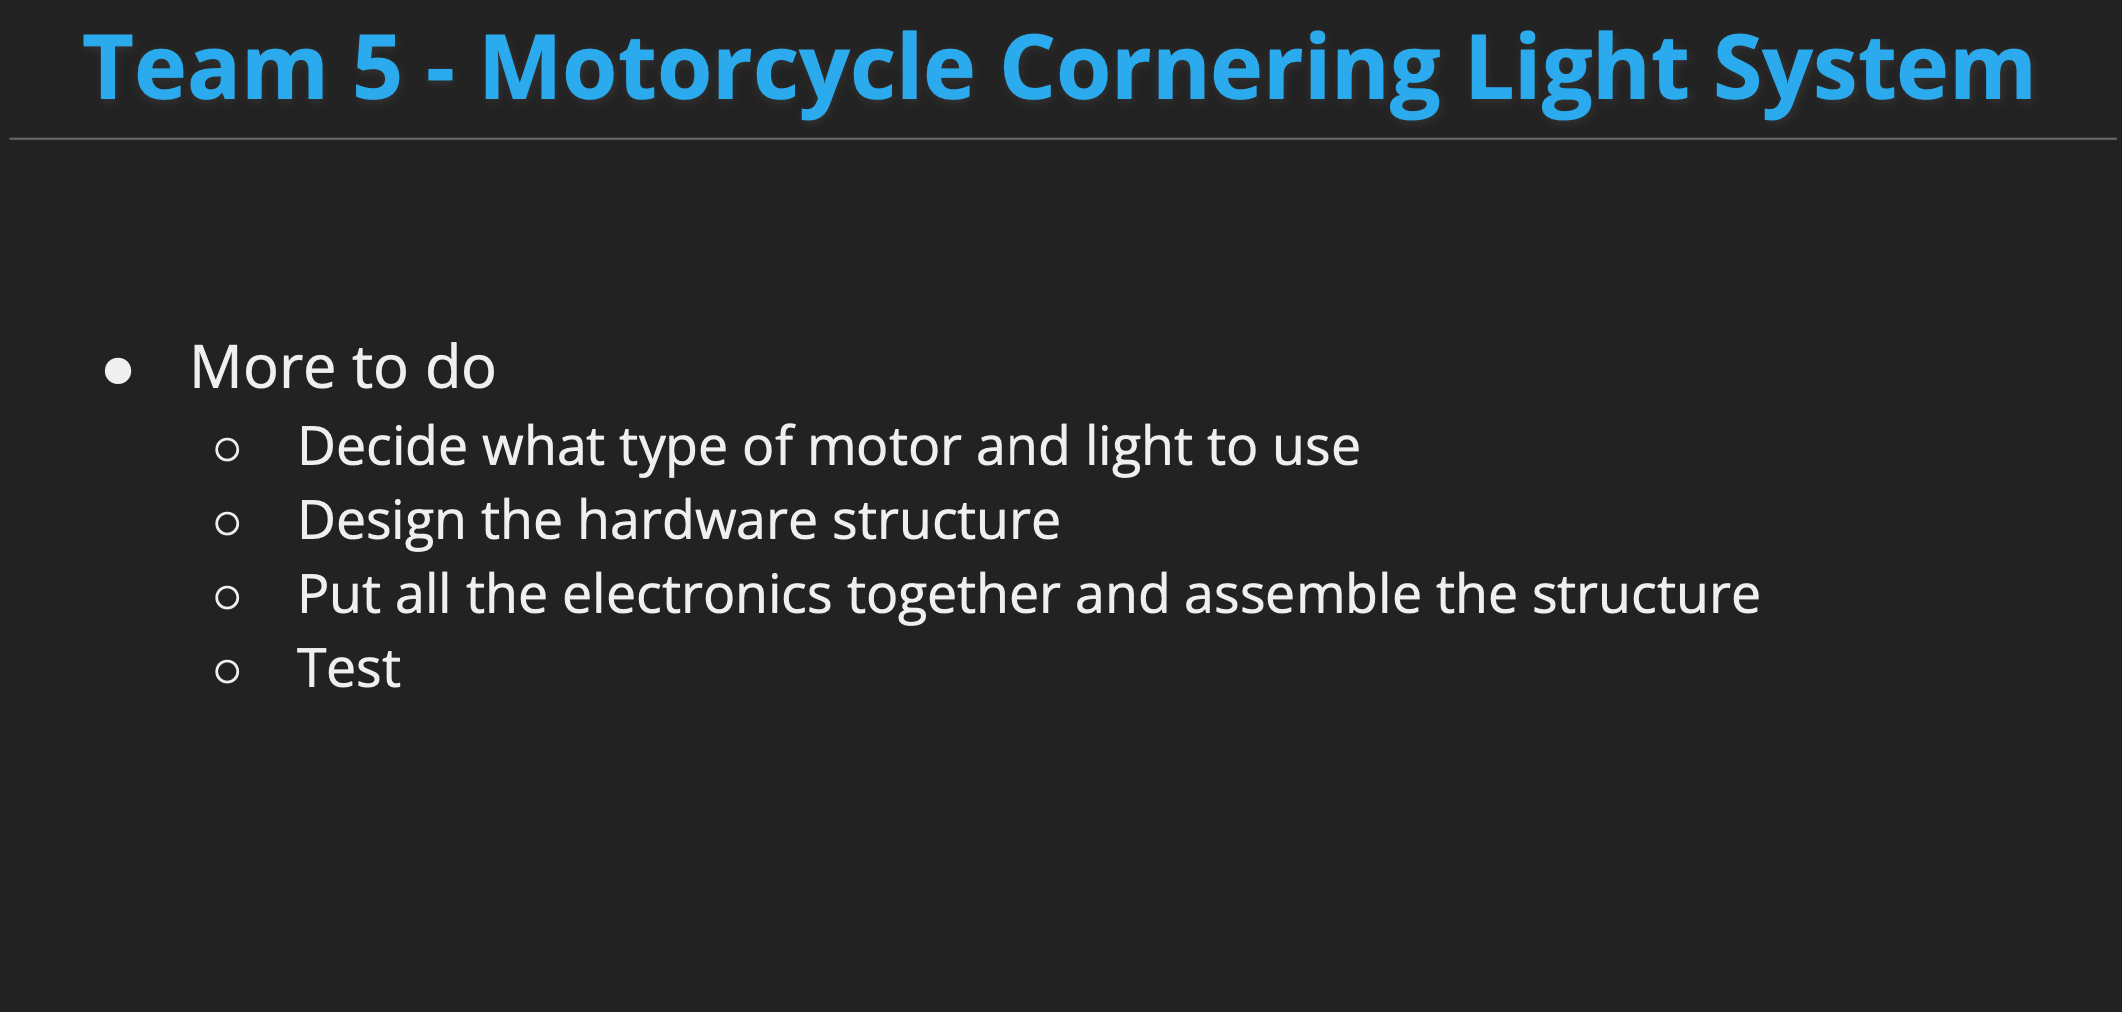 Team 5 - Motorcycle Cornering Light System
● More to do
○ Decide what type of motor and light to use
○ Design the hardware structure
○ Put all the electronics together and assemble the structure
○ Test